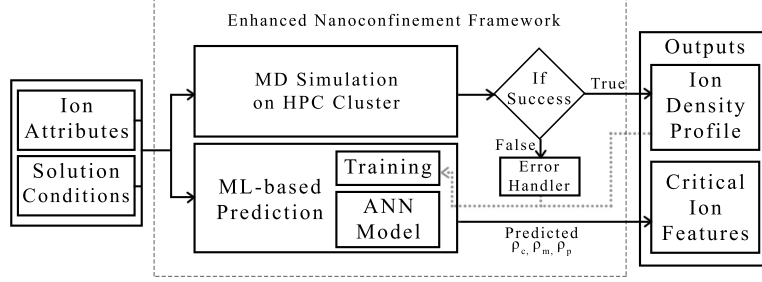 Enhanced Nanoconfinement Framework
Ion
Attributes
Solution
Conditions
MD Simulation
on HPC Cluster
If
Success
True
False
Error
Handler
ML-based
Prediction
Training
ANN
Model
Predicted
ρc, ρm, ρp
Outputs
Ion
Density
Profile
Critical
Ion
Features